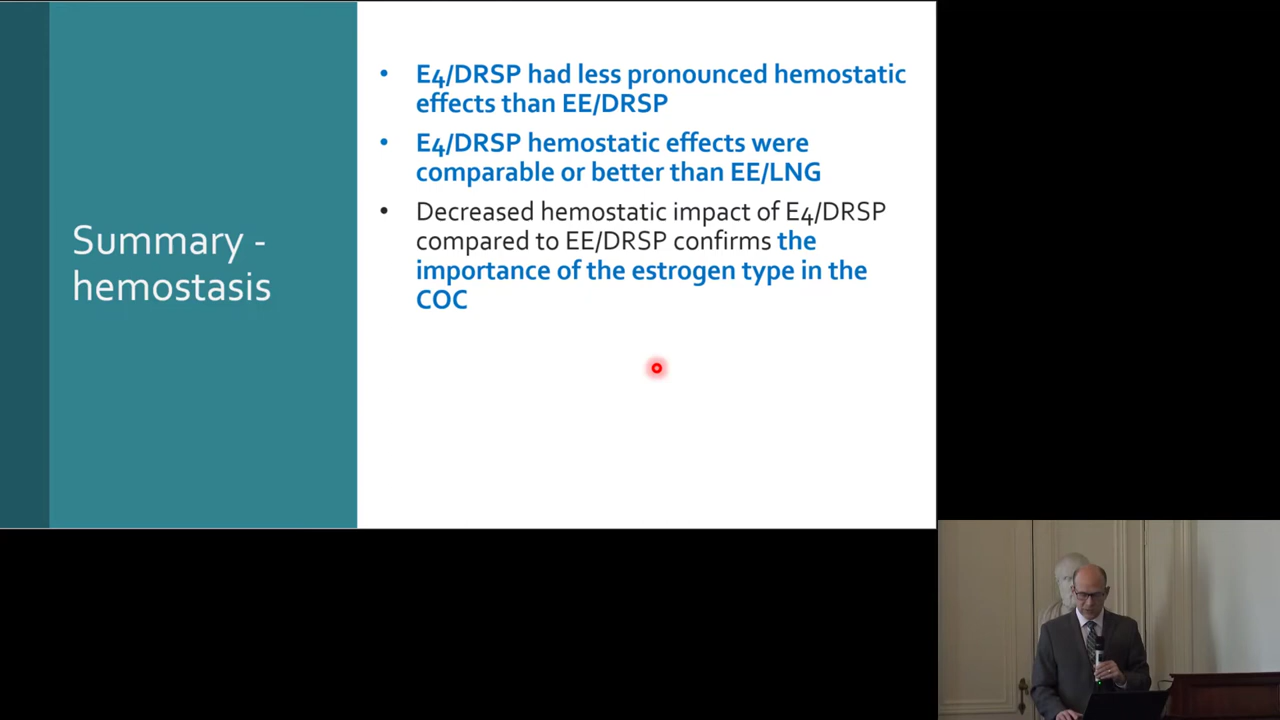 Summary -
hemostasis
• E4/DRSP had less pronounced hemostatic
effects than EE/DRSP
• E4/DRSP hemostatic effects were
comparable or better than EE/LNG
• Decreased hemostatic impact of E4/DRSP
compared to EE/DRSP confirms the
importance of the estrogen type in the
COC